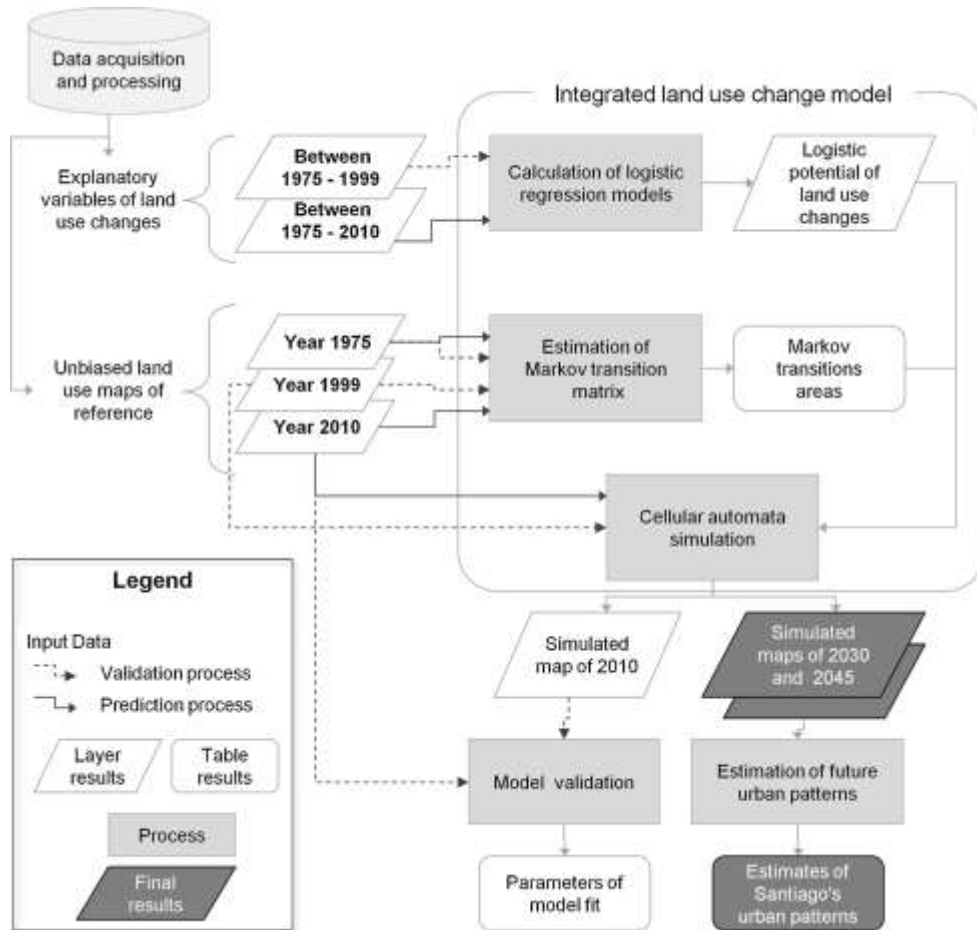 Data acquisition
and processing
Integrated land use change model
Explanatory
variables of land
use changes
Between
1975 - 1999
Between
1975 - 2010
Calculation of logistic
regression models
Logistic
potential of
land use
changes
Unbiased land
use maps of
reference
Year 1975
Year 1999
Year 2010
Estimation of
Markov transition
matrix
Markov
transitions
areas
Cellular automata
simulation
Legend
Input Data
Validation process
Prediction process
Layer
results
Table
results
Process
Final
results
Simulated
map of 2010
Simulated
maps of 2030
and 2045
Model validation
Estimation of future
urban patterns
Parameters of
model fit
Estimates of
Santiago's
urban patterns